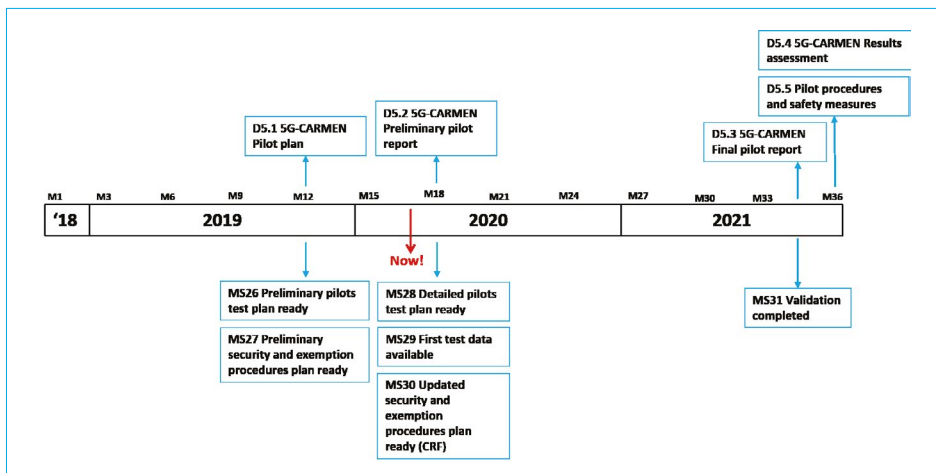 D5.4 5G-CARMEN Results
assessment
D5.5 Pilot procedures
and safety measures
D5.1 5G-CARMEN
Pilot plan
D5.2 5G-CARMEN
Preliminary pilot
report
D5.3 5G-CARMEN
Final pilot report
M1 M3 M6 M9 M12 M15 M18 M21 M24 M27 M30 M33 M36
‘18 2019 2020 2021
Now!
MS26 Preliminary pilots
test plan ready
MS27 Preliminary
security and exemption
procedures plan ready
MS28 Detailed pilots
test plan ready
MS29 First test data
available
MS30 Updated
security and
exemption
procedures plan
ready (CRF)
MS31 Validation
completed